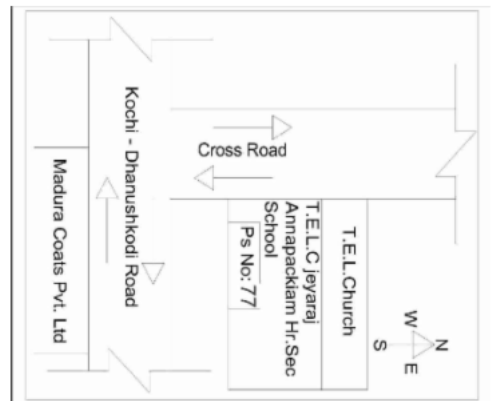 Kochi - Dhanushkodi Road
Madura Coats Pvt. Ltd
Cross Road
T.E.L.Church
T.E.L.C jeyaraj
Annapackiam Hr.Sec
School
Ps No: 77
W
N
S
E